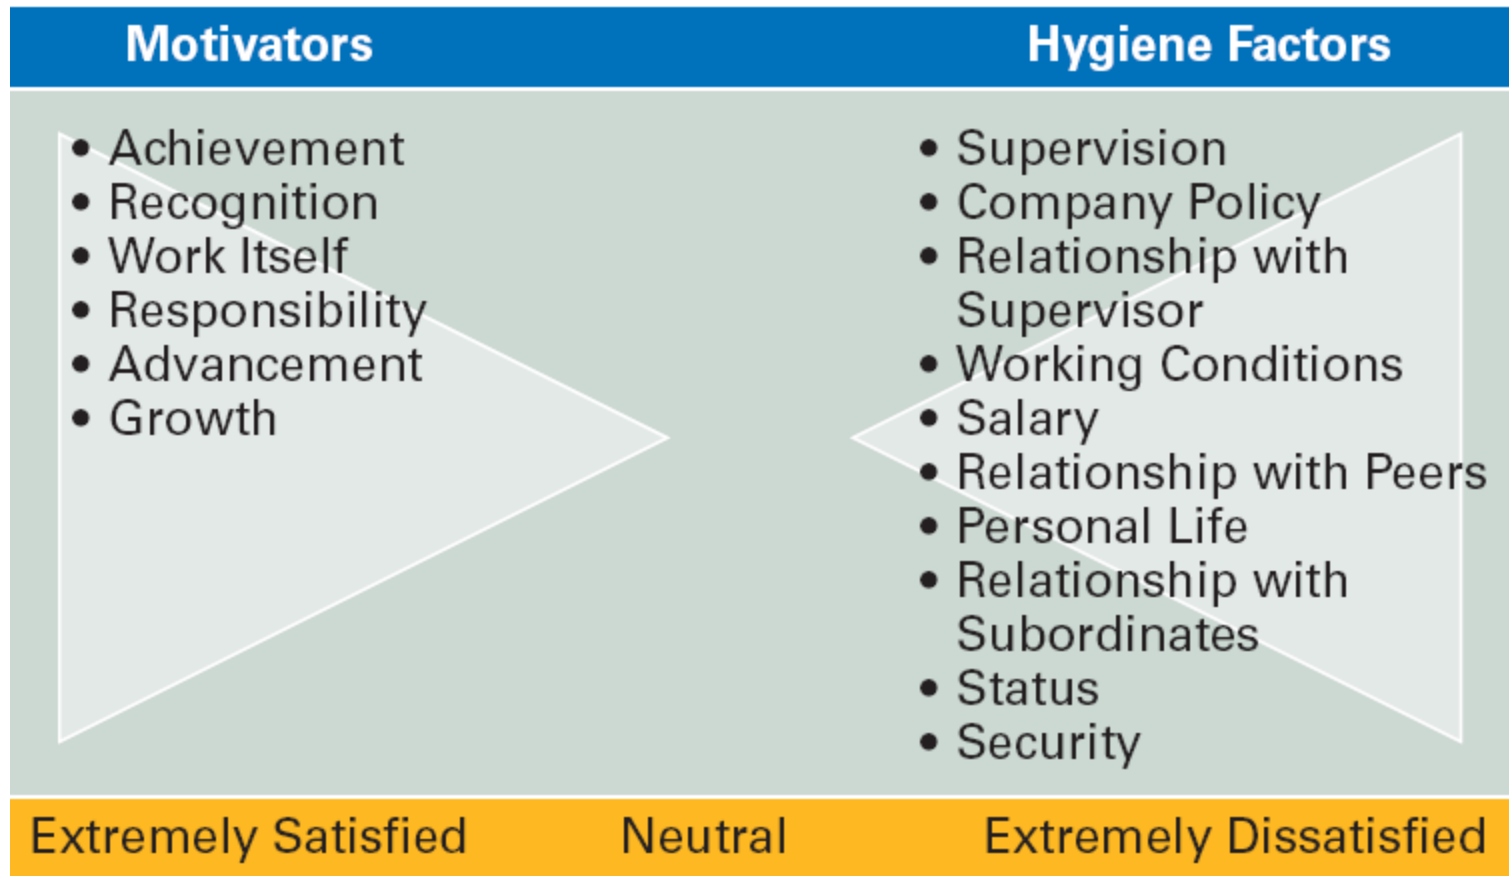 Motivators
Hygiene Factors
• Achievement
• Recognition
• Work Itself
• Responsibility
• Advancement
• Growth
• Supervision
• Company Policy
• Relationship with
Supervisor
• Working Conditions
• Salary
• Relationship with Peers
• Personal Life
• Relationship with
Subordinates
• Status
• Security
Extremely Satisfied
Neutral
Extremely Dissatisfied